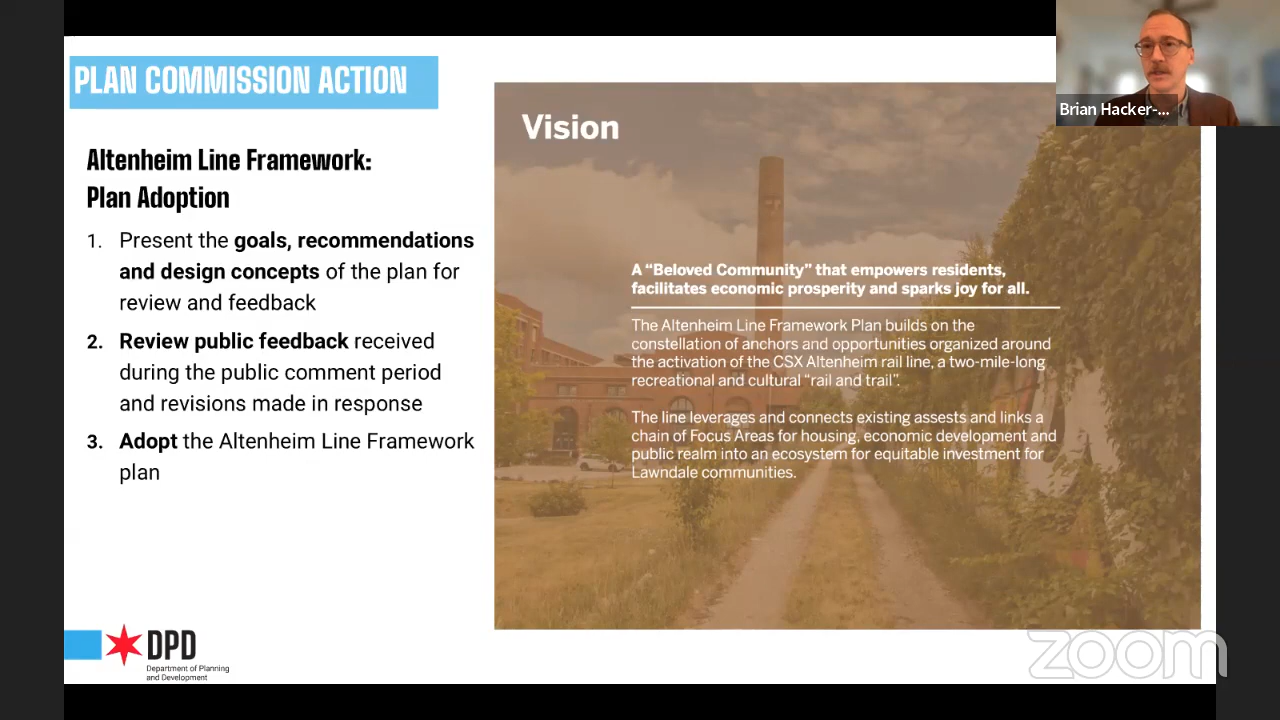 PLAN COMMISSION ACTION
Altenheim Line Framework:
Plan Adoption
1. Present the goals, recommendations
and design concepts of the plan for
review and feedback
2. Review public feedback received
during the public comment period
and revisions made in response
3. Adopt the Altenheim Line Framework
plan
DPD
Department of Planning
and Development
Vision
A “Beloved Community” that empowers residents,
facilitates economic prosperity and sparks joy for all.
The Altenheim Line Framework Plan builds on the
constellation of anchors and opportunities organized around
the activation of the CSX Altenheim rail line, a two-mile-long
recreational and cultural “rail and trail”.
The line leverages and connects existing assests and links a
chain of Focus Areas for housing, economic development and
public realm into an ecosystem for equitable investment for
Lawndale communities.
Brian Hacker-...
zoom